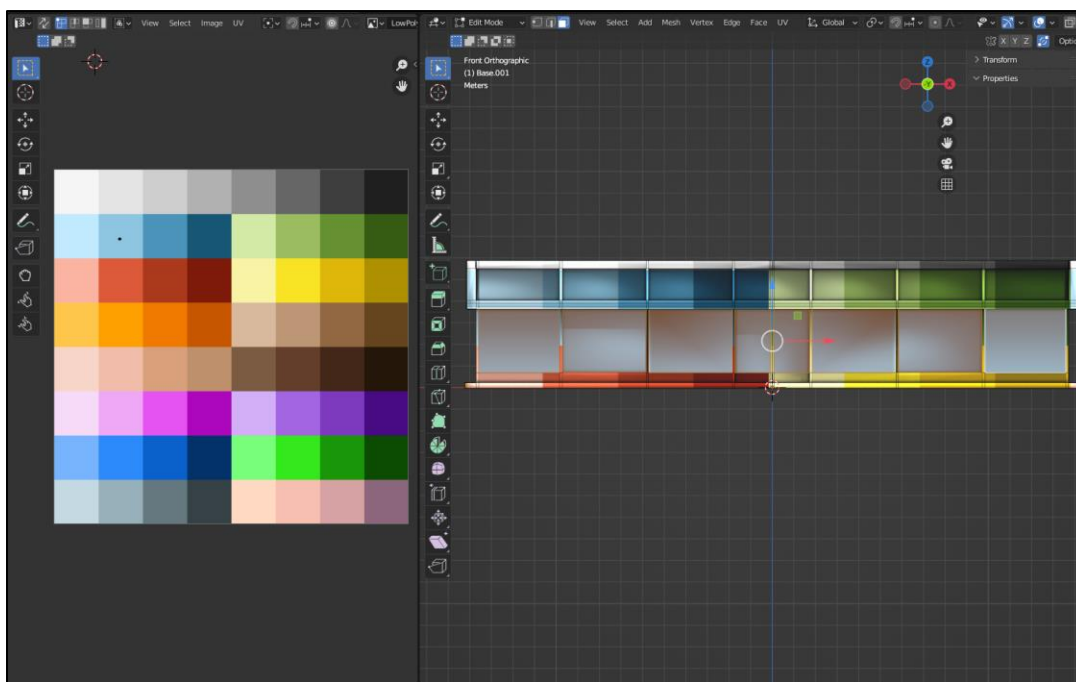 View Select Image UV
LowPol
Edit Mode View Select Add Mesh Vertex Edge Face UV Global
X Y Z Optic
Front Orthographic
(1) Base.001
Meters
Z
X
-Y
> Transform
Properties